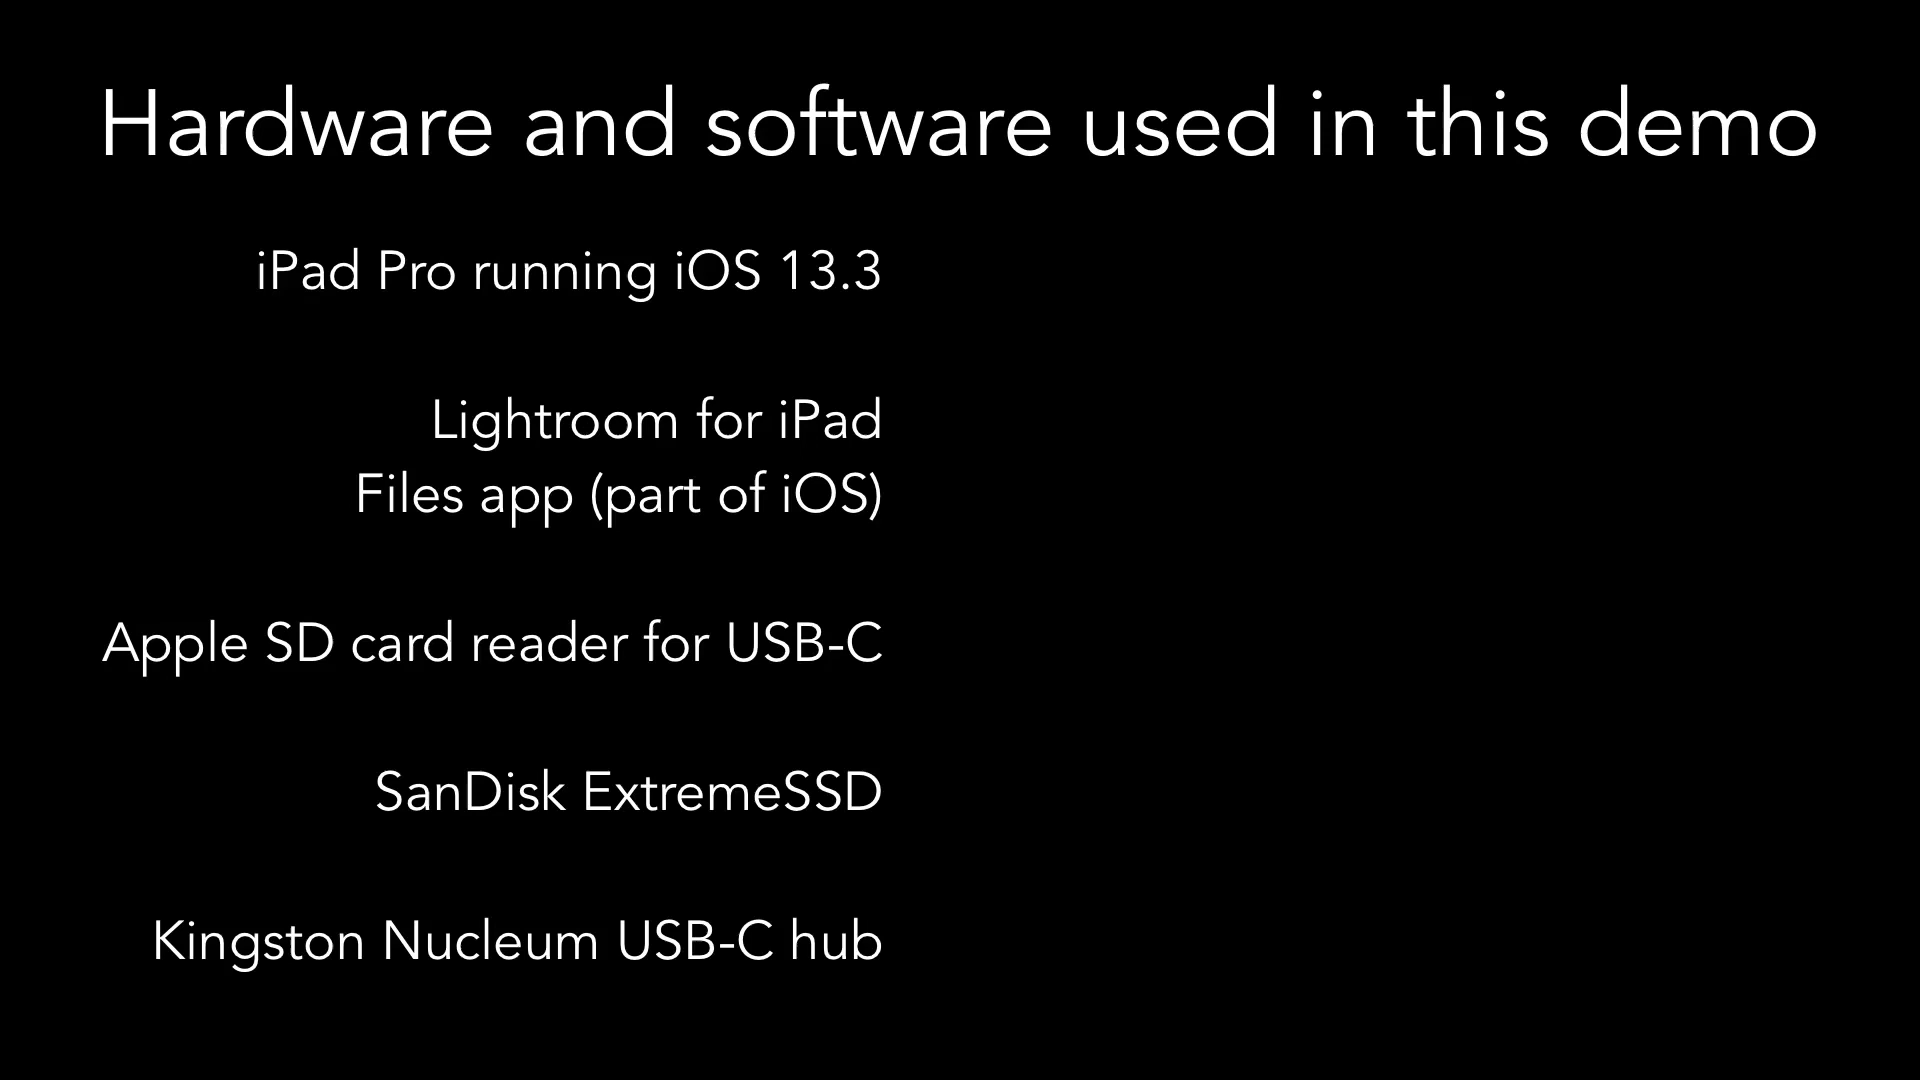 Hardware and software used in this demo
iPad Pro running iOS 13.3
Lightroom for iPad
Files app (part of iOS)
Apple SD card reader for USB-C
SanDisk ExtremeSSD
Kingston Nucleum USB-C hub